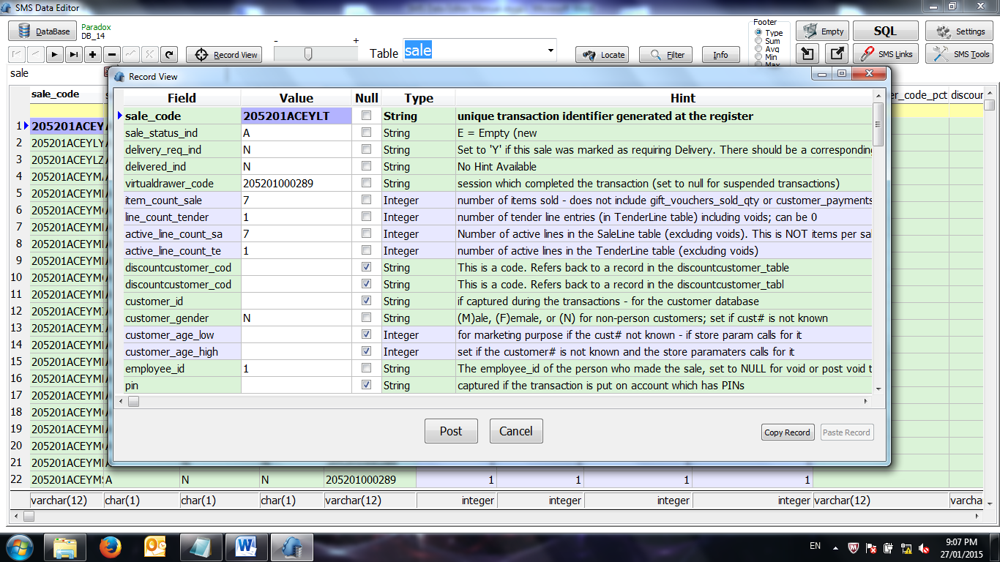 SMS Data Editor
DataBase
Paradox
DB_14
Record View
- +
Table sale
Locate
Filter
Info
Footer
Type
Sum
Avg
Min
Max
Empty
SQL
Settings
SMS Links
SMS Tools
sale
Record View
Field Value Null Type Hint
sale_code 205201ACEYLT String unique transaction identifier generated at the register
sale_status_ind A String E = Empty (new
delivery_req_ind N String Set to 'Y' if this sale was marked as requiring Delivery. There should be a corresponding
delivered_ind N String No Hint Available
virtualdrawer_code 205201000289 String session which completed the transaction (set to null for suspended transactions)
item_count_sale 7 Integer number of items sold - does not include gift_vouchers_sold_qty or customer_payments
line_count_tender 1 Integer number of tender line entries (in TenderLine table) including voids; can be 0
active_line_count_sa 7 Integer Number of active lines in the SaleLine table (excluding voids). This is NOT items per sal
active_line_count_te 1 Integer number of active lines in the TenderLine table (excluding voids)
discountcustomer_cod String This is a code. Refers back to a record in the discountcustomer_table
discountcustomer_cod String This is a code. Refers back to a record in the discountcustomer_tabl
customer_id String if captured during the transactions - for the customer database
customer_gender N String (M)ale, (F)emale, or (N) for non-person customers; set if cust# is not known
customer_age_low Integer for marketing purpose if the cust# not known - if store param calls for it
customer_age_high Integer set if the customer# is not known and the store paramaters calls for it
employee_id 1 String The employee_id of the person who made the sale, set to NULL for void or post void t
pin String captured if the transaction is put on account which has PINs
Post
Cancel
Copy Record
Paste Record
sale_code er_code_pct discour
1 205201ACEY
2 205201ACEYLY
3 205201ACEYLZ
4 205201ACEYMA
5 205201ACEYM
6 205201ACEYM
7 205201ACEYM
8 205201ACEYM
9 205201ACEYM
10 205201ACEYM
11 205201ACEYM
12 205201ACEYM
13 205201ACEYM
14 205201ACEYM
15 205201ACEYM
16 205201ACEYM
17 205201ACEYM
18 205201ACEYM
19 205201ACEYM
20 205201ACEYM
21 205201ACEYM
22 205201ACEYMS A N N 205201000289 1 1 1 1
varchar(12) char(1) char(1) char(1) varchar(12) integer integer integer integer varchar(12) varcha
EN
9:07 PM
27/01/2015